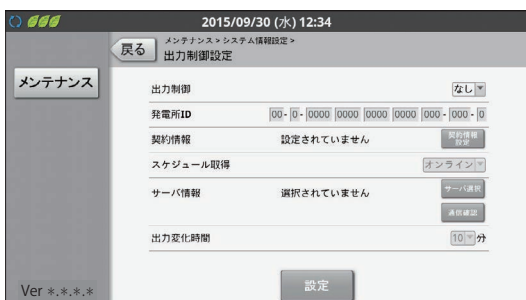 2015/09/30 (水) 12:34
戻る
メンテナンス > システム情報設定 >
出力制御設定
メンテナンス
出力制御 なし
発電所ID 00 - 0 - 0000 0000 0000 0000 000 - 000 - 0
契約情報 設定されていません 契約情報設定
スケジュール取得 オンライン
サーバ情報 選択されていません サーバ選択
通信確認
出力変化時間 10 分
設定
Ver *.*.*.*